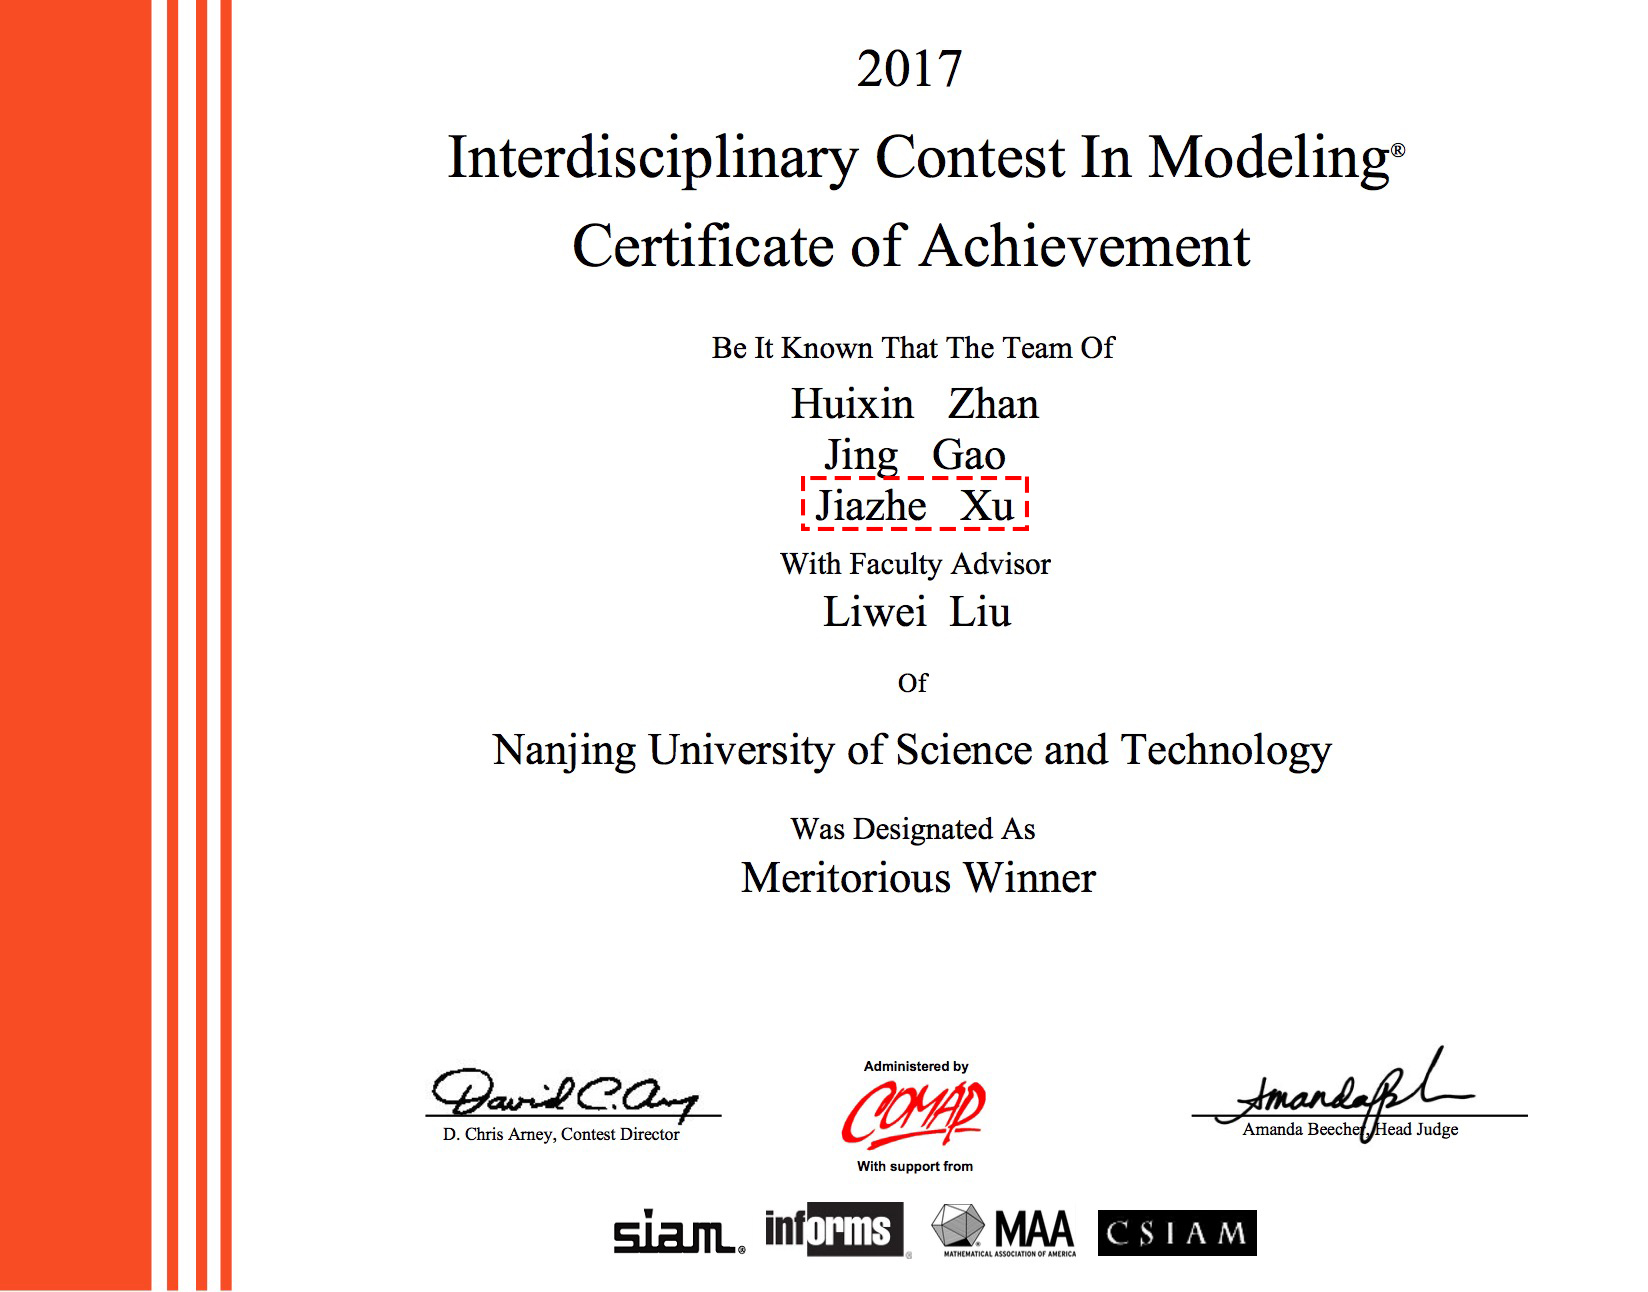 2017
Interdisciplinary Contest In Modeling®
Certificate of Achievement
Be It Known That The Team Of
Huixin Zhan
Jing Gao
Jiazhe Xu
With Faculty Advisor
Liwei Liu
Of
Nanjing University of Science and Technology
Was Designated As
Meritorious Winner
David C. Arney
D. Chris Arney, Contest Director
Administered by
COMAP
With support from
Amanda Beecher, Head Judge
siam®
informs®
MAA
MATHEMATICAL ASSOCIATION OF AMERICA
CSIAM